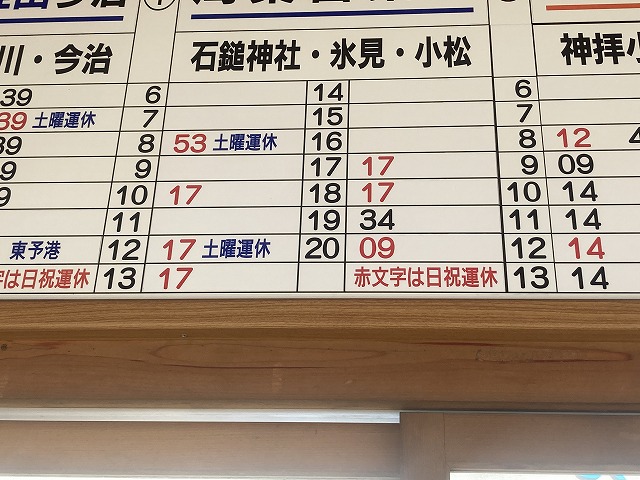 川・今治 石鎚神社・氷見・小松 神拝
39 6 14 6
39 土曜運休 7 15 7
39 8 53 土曜運休 16 8 12 4
9 9 17 17 9 09
9 10 17 18 17 10 14
11 19 34 11 14
東予港 12 17 土曜運休 20 09 12 14
字は日祝運休 13 17 赤文字は日祝運休 13 14